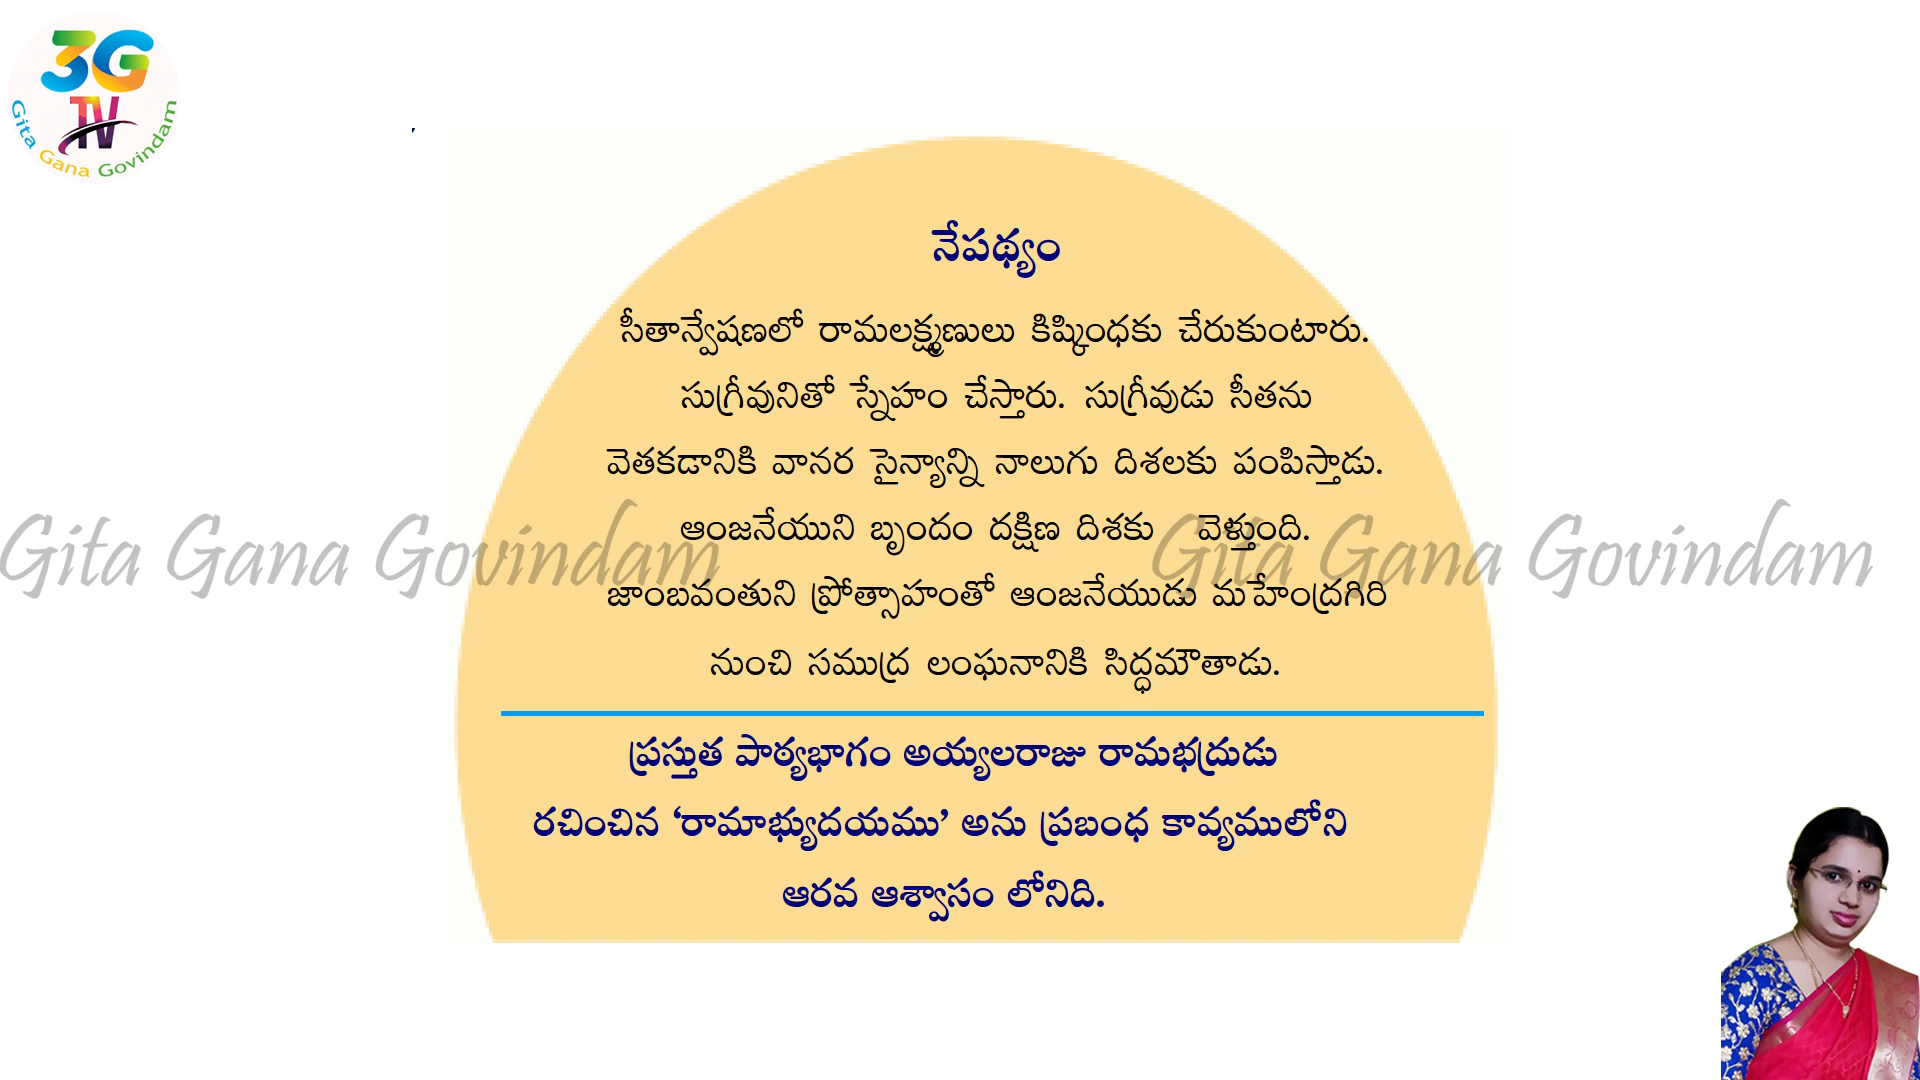 3G
TV
Gita Gana Govindam
నేపథ్యం
సీతాన్వేషణలో రామలక్ష్మణులు కిష్కింధకు చేరుకుంటారు.
సుగ్రీవునితో స్నేహం చేస్తారు. సుగ్రీవుడు సీతను
వెతకడానికి వానర సైన్యాన్ని నాలుగు దిశలకు పంపిస్తాడు.
ఆంజనేయుని బృందం దక్షిణ దిశకు వెళ్తుంది.
Gita Gana Govindam Gita Gana Govindam
జాంబవంతుని ప్రోత్సాహంతో ఆంజనేయుడు మహేంద్రగిరి
నుంచి సముద్ర లంఘనానికి సిద్ధమౌతాడు.
ప్రస్తుత పాఠ్యభాగం అయ్యలరాజు రామభద్రుడు
రచించిన ‘రామాభ్యుదయము’ అను ప్రబంధ కావ్యములోని
ఆరవ ఆశ్వాసం లోనిది.